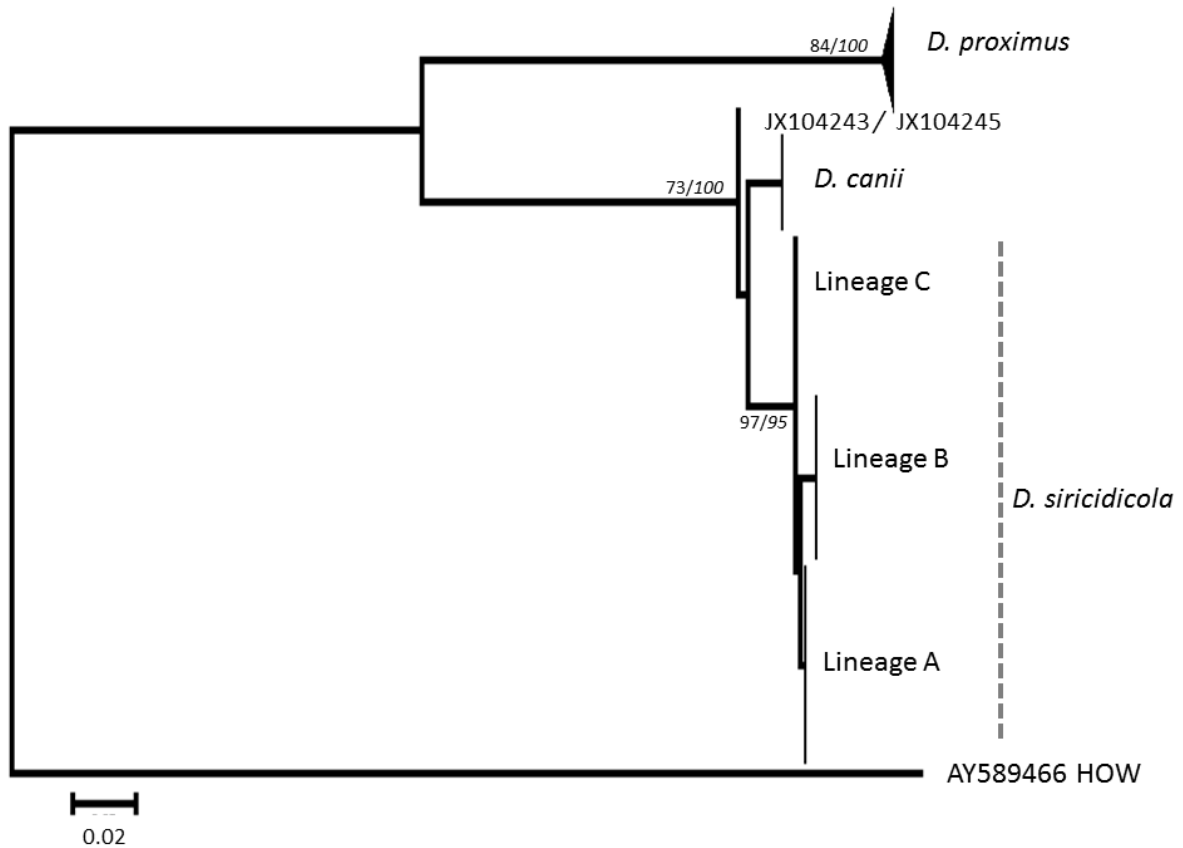 84/100
D. proximus
JX104243 / JX104245
73/100
D. canii
Lineage C
97/95
Lineage B
D. siricidicola
Lineage A
AY589466 HOW
0.02